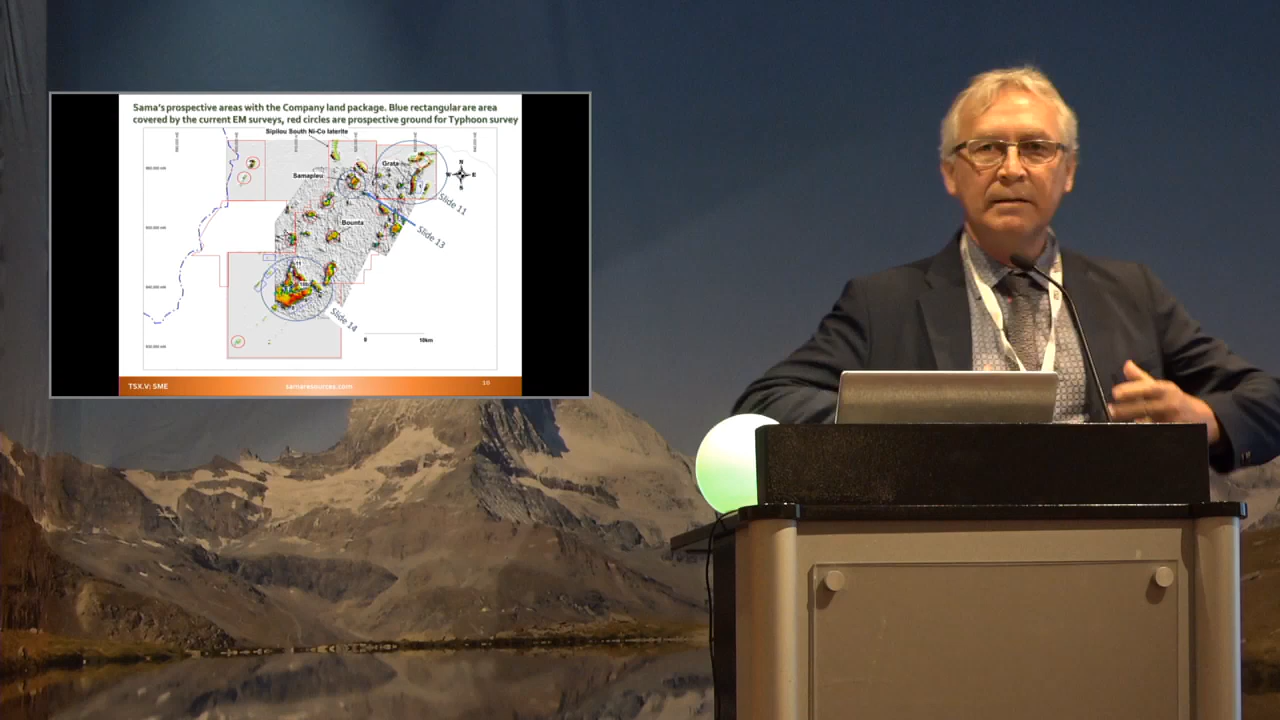 Sama's prospective areas with the Company land package. Blue rectangular are area
covered by the current EM surveys, red circles are prospective ground for Typhoon survey
Sipilou South Ni-Co laterite
Grata
Samapleu
N
W
E
S
Slide 11
Bounta
Slide 13
Slide 14
0
10km
TSX.V: SME
samaresources.com
10